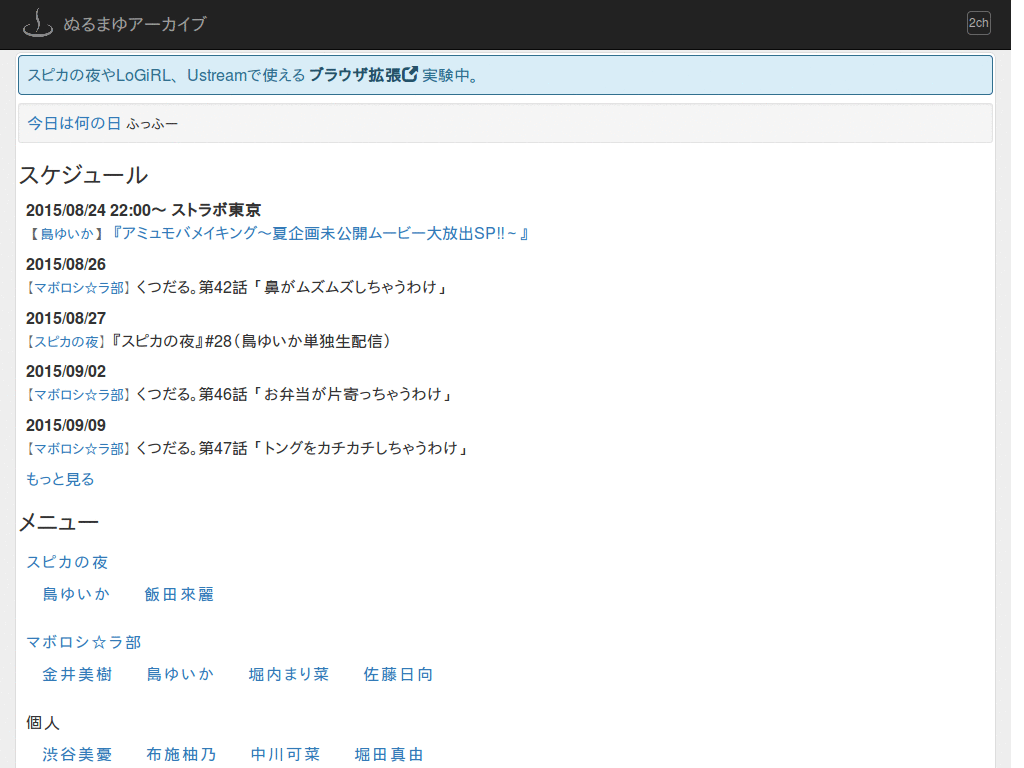 ぬるまゆアーカイブ
2ch
スピカの夜やLoGiRL、Ustreamで使えるブラウザ拡張 実験中。
今日は何の日 ふっふー
スケジュール
2015/08/24 22:00〜 ストラボ東京
【鳥ゆいか】『アミュモバメイキング〜夏企画未公開ムービー大放出SP!!~』
2015/08/26
【マボロシ☆ラ部】くつだる。第42話「鼻がムズムズしちゃうわけ」
2015/08/27
【スピカの夜】『スピカの夜』#28（鳥ゆいか単独生配信）
2015/09/02
【マボロシ☆ラ部】くつだる。第46話「お弁当が片寄っちゃうわけ」
2015/09/09
【マボロシ☆ラ部】くつだる。第47話「トングをカチカチしちゃうわけ」
もっと見る
メニュー
スピカの夜
鳥ゆいか 飯田來麗
マボロシ☆ラ部
金井美樹 鳥ゆいか 堀内まり菜 佐藤日向
個人
渋谷美憂 布施柚乃 中川可菜 堀田真由